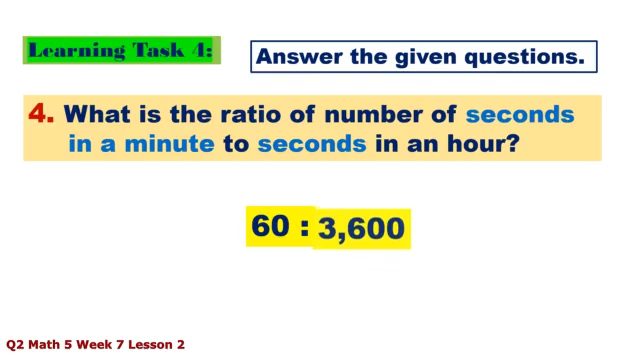 Learning Task 4:
Answer the given questions.
4. What is the ratio of number of seconds
in a minute to seconds in an hour?
60 : 3,600
Q2 Math 5 Week 7 Lesson 2